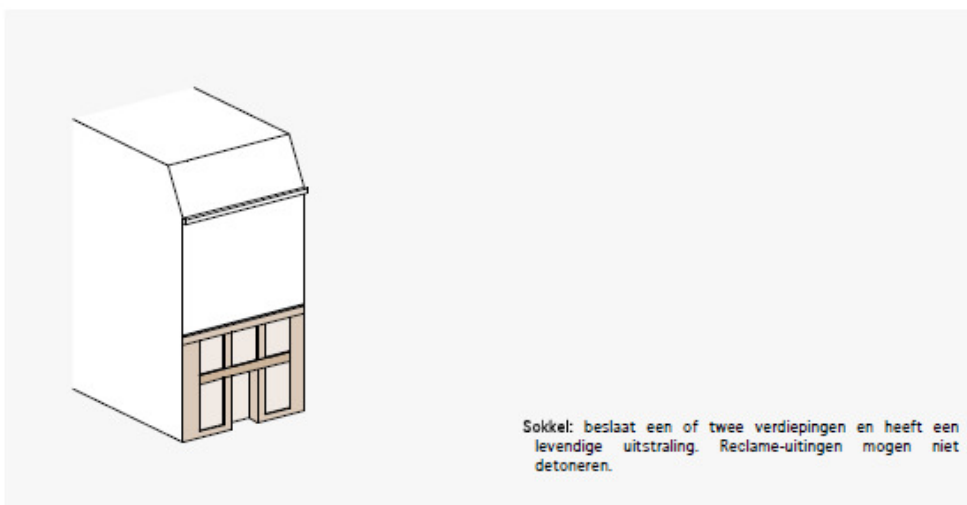 Sokkel: beslaat een of twee verdiepingen en heeft een
levendige uitstraling. Reclame-uitingen mogen niet
detoneren.